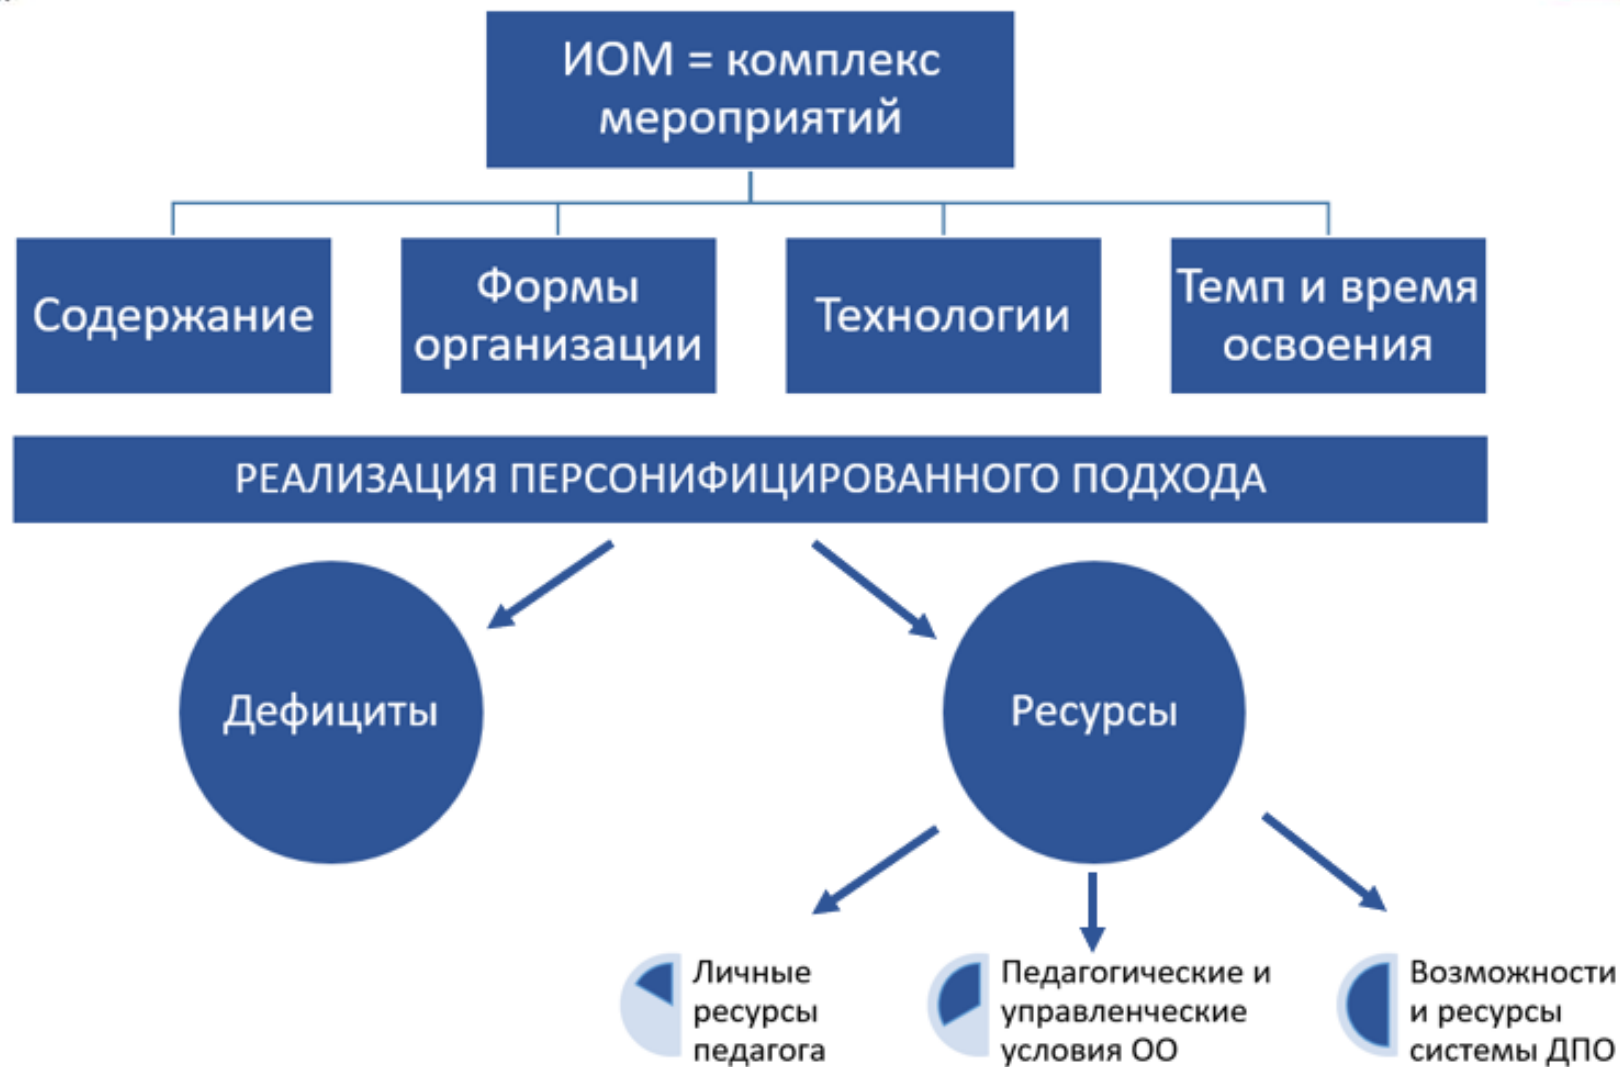 ИОМ = комплекс
мероприятий
Содержание
Формы
организации
Технологии
Темп и время
освоения
РЕАЛИЗАЦИЯ ПЕРСОНИФИЦИРОВАННОГО ПОДХОДА
Дефициты
Ресурсы
Личные
ресурсы
педагога
Педагогические и
управленческие
условия ОО
Возможности
и ресурсы
системы ДПО